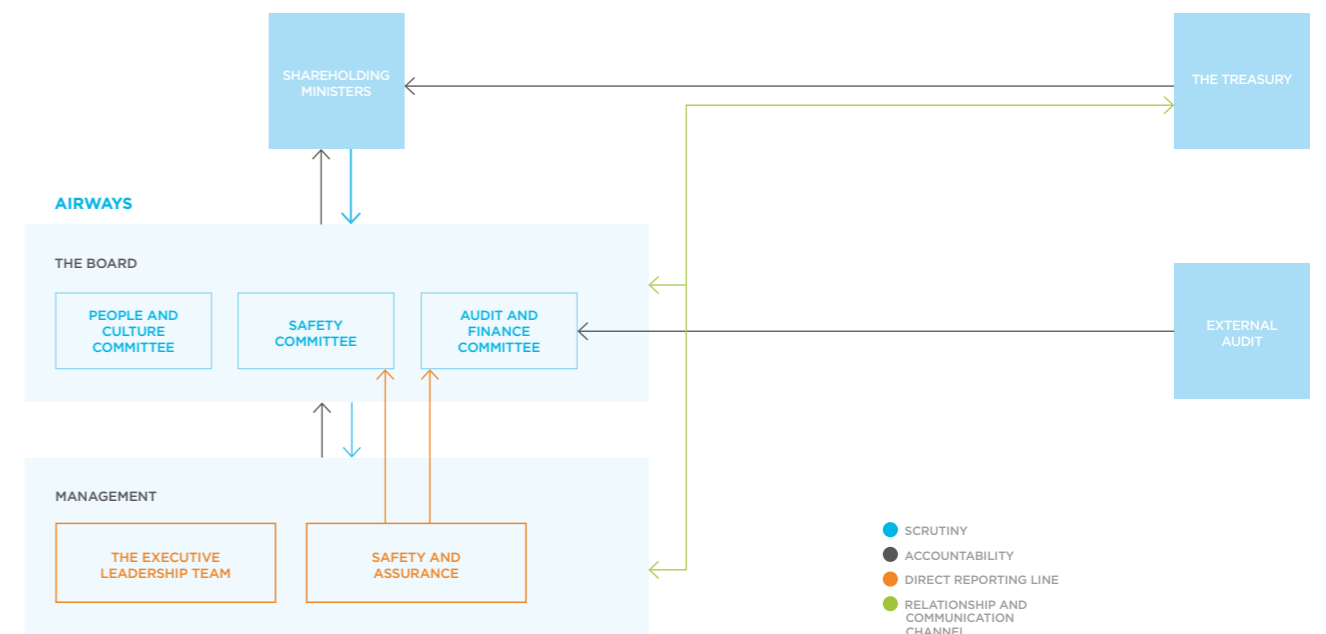 SHAREHOLDING
MINISTERS
THE TREASURY
AIRWAYS
THE BOARD
PEOPLE AND
CULTURE
COMMITTEE
SAFETY
COMMITTEE
AUDIT AND
FINANCE
COMMITTEE
EXTERNAL
AUDIT
MANAGEMENT
THE EXECUTIVE
LEADERSHIP TEAM
SAFETY AND
ASSURANCE
SCRUTINY
ACCOUNTABILITY
DIRECT REPORTING LINE
RELATIONSHIP AND
COMMUNICATION
CHANNEL